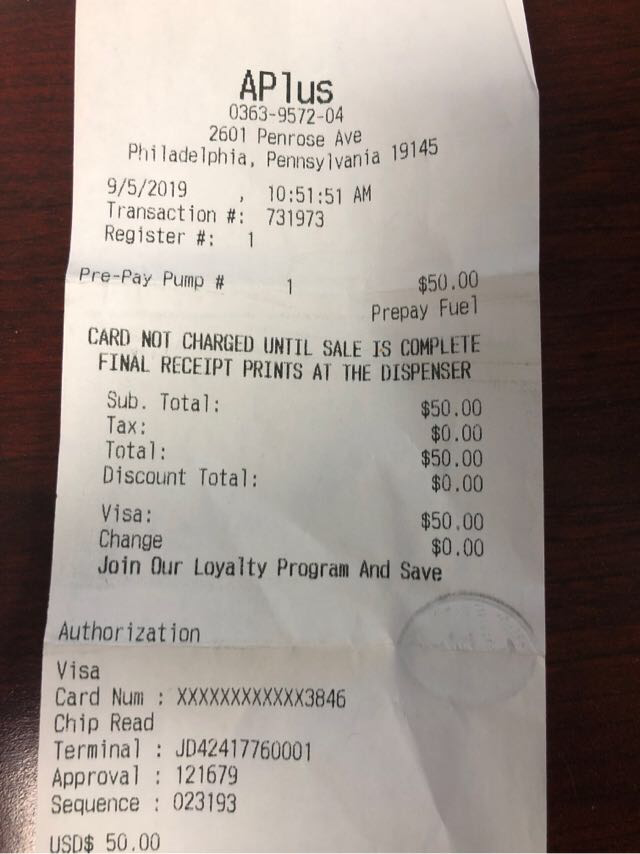 APlus
0363-9572-04
2601 Penrose Ave
Philadelphia, Pennsylvania 19145
9/5/2019 , 10:51:51 AM
Transaction #: 731973
Register #: 1
Pre-Pay Pump # 1 $50.00
Prepay Fuel
CARD NOT CHARGED UNTIL SALE IS COMPLETE
FINAL RECEIPT PRINTS AT THE DISPENSER
Sub. Total: $50.00
Tax: $0.00
Total: $50.00
Discount Total: $0.00
Visa: $50.00
Change $0.00
Join Our Loyalty Program And Save
Authorization
Visa
Card Num : XXXXXXXXXXXX3846
Chip Read
Terminal : JD42417760001
Approval : 121679
Sequence : 023193
USD$ 50.00